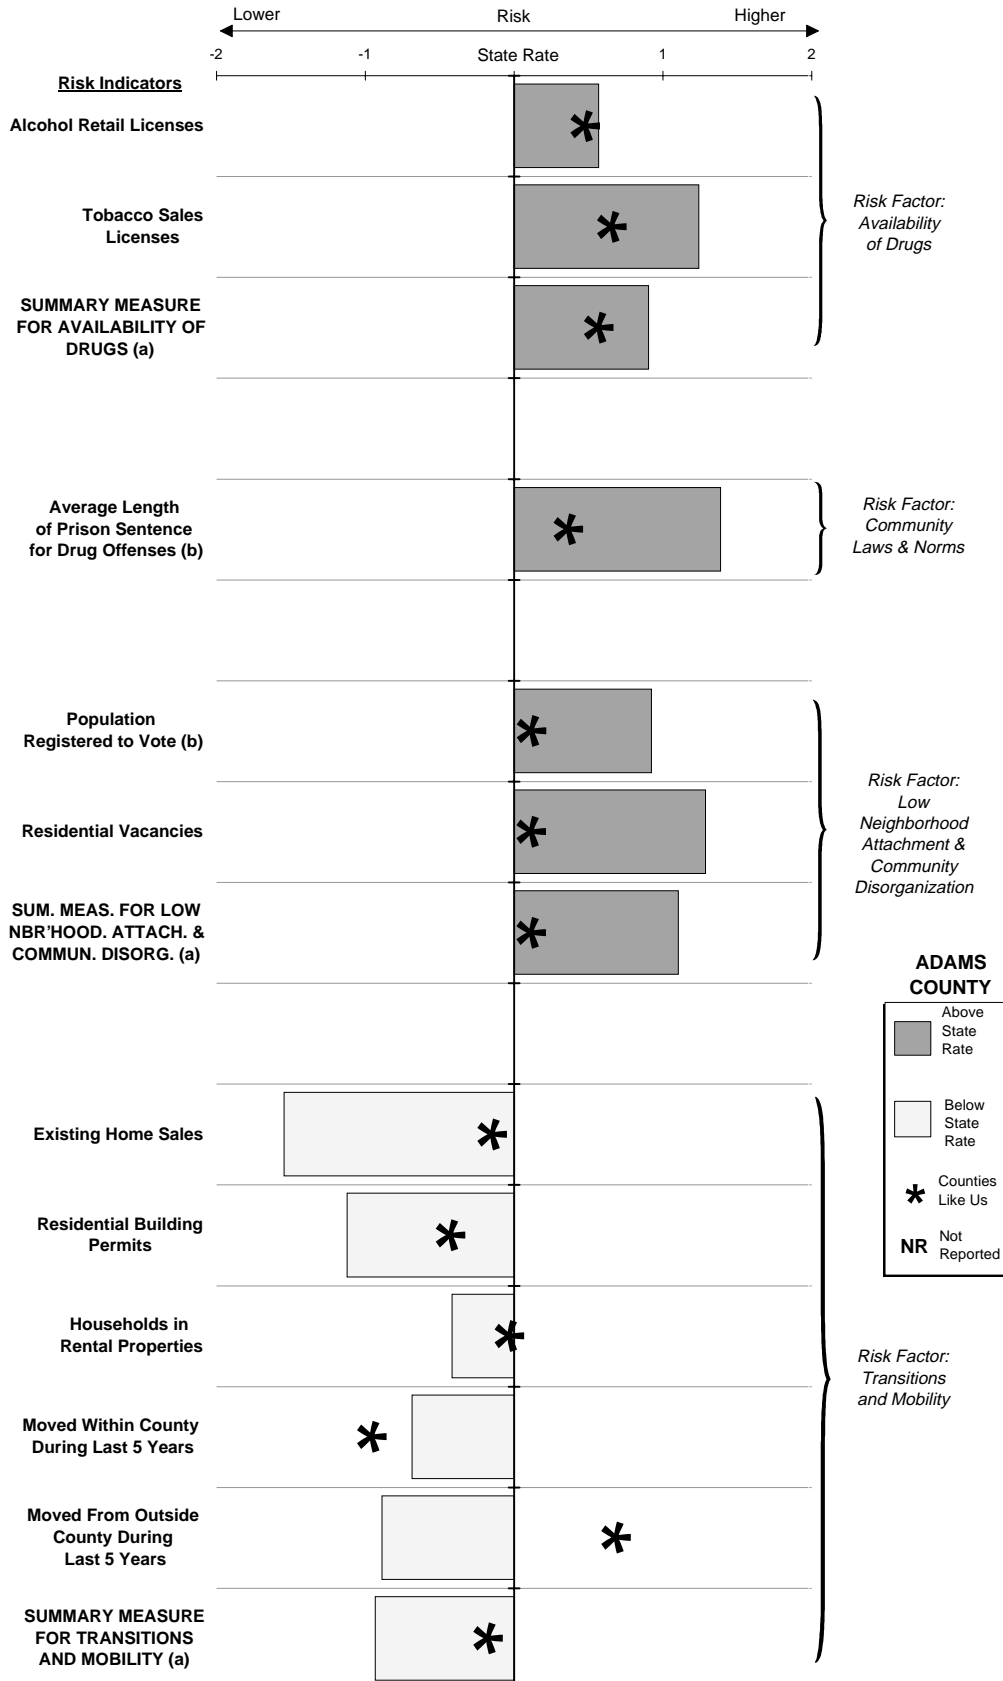 Lower Risk Higher
-2 -1 State Rate 1 2
Risk Indicators
Alcohol Retail Licenses
Tobacco Sales
Licenses
SUMMARY MEASURE
FOR AVAILABILITY OF
DRUGS (a)
Risk Factor:
Availability
of Drugs
Average Length
of Prison Sentence
for Drug Offenses (b)
Risk Factor:
Community
Laws & Norms
Population
Registered to Vote (b)
Residential Vacancies
SUM. MEAS. FOR LOW
NBR'HOOD. ATTACH. &
COMMUN. DISORG. (a)
Risk Factor:
Low
Neighborhood
Attachment &
Community
Disorganization
ADAMS
COUNTY
Above
State
Rate
Below
State
Rate
* Counties
Like Us
NR Not
Reported
Existing Home Sales
Residential Building
Permits
Households in
Rental Properties
Moved Within County
During Last 5 Years
Moved From Outside
County During
Last 5 Years
SUMMARY MEASURE
FOR TRANSITIONS
AND MOBILITY (a)
Risk Factor:
Transitions
and Mobility